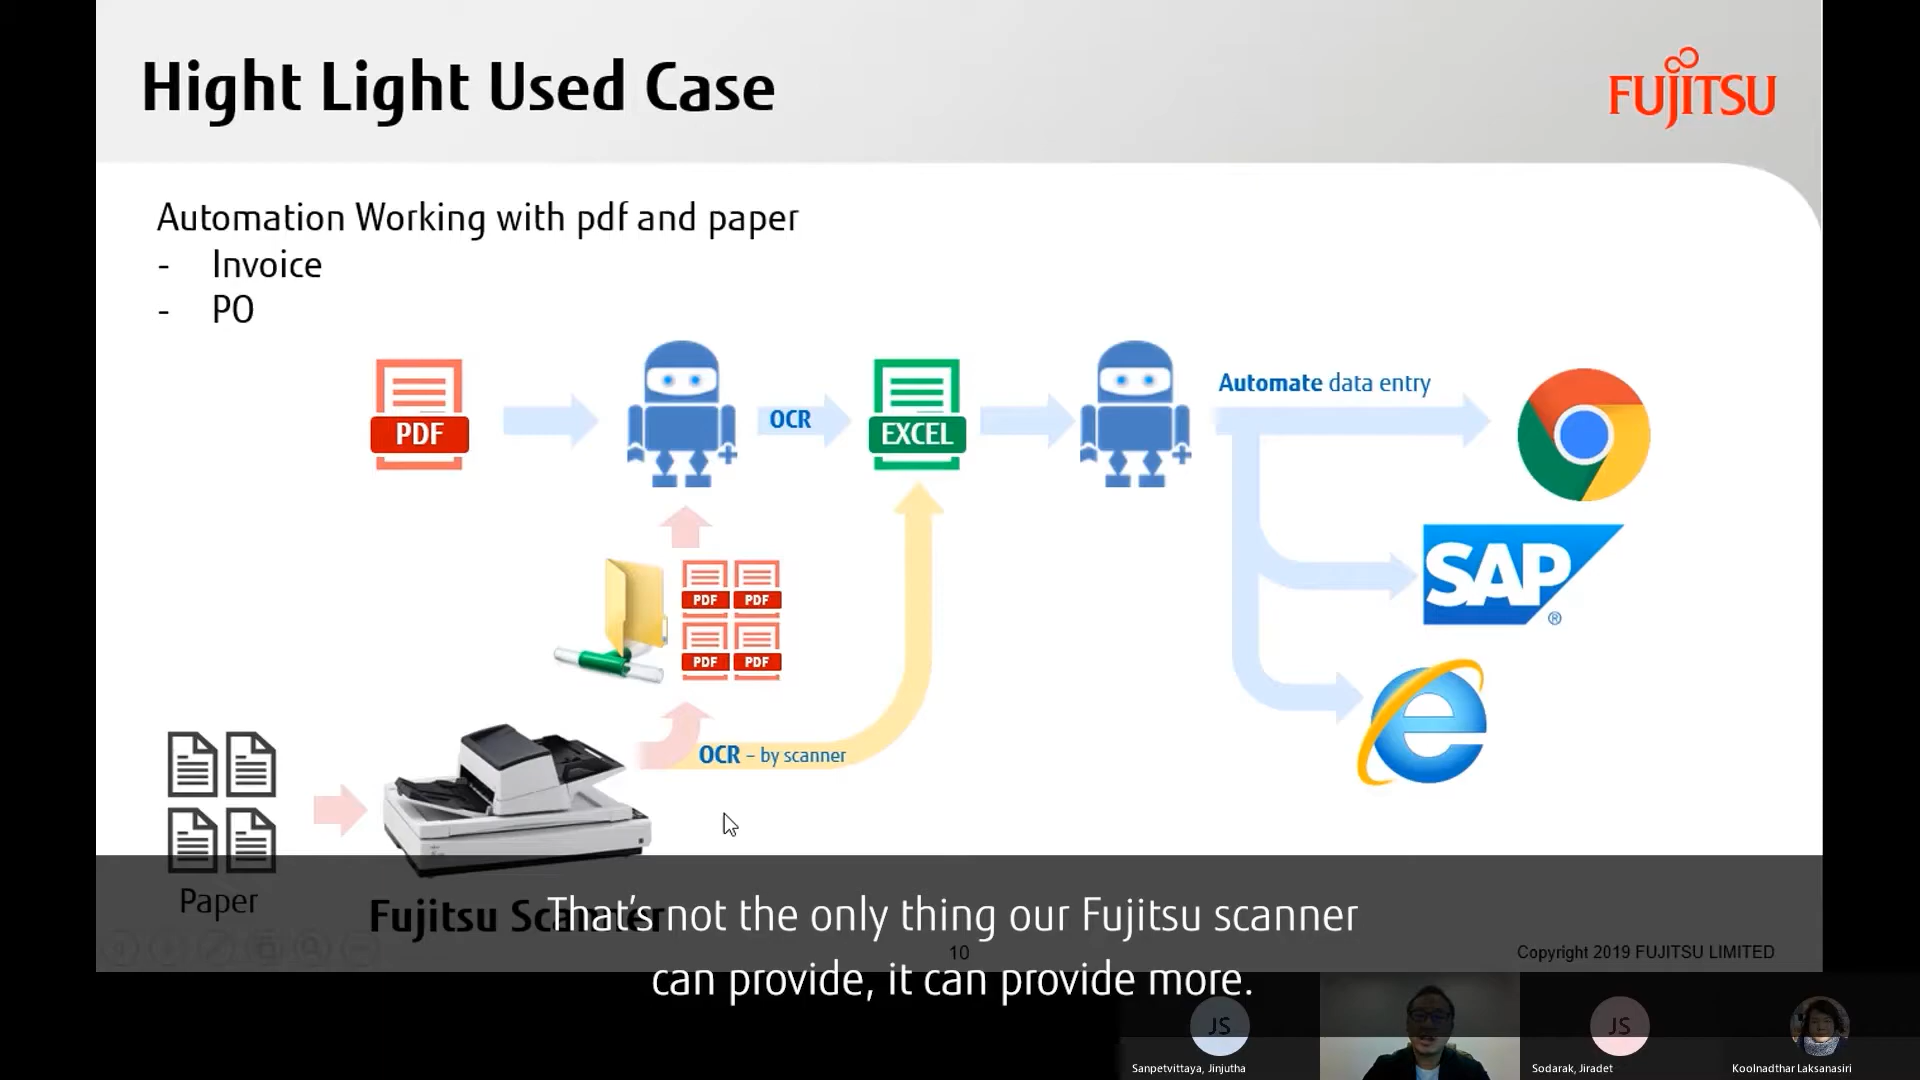 Hight Light Used Case
FUJITSU
Automation Working with pdf and paper
- Invoice
- PO
PDF
OCR
EXCEL
Automate data entry
SAP
®
PDF PDF
PDF PDF
OCR – by scanner
Paper
Fujitsu Scanner
That's not the only thing our Fujitsu scanner
can provide, it can provide more.
10
Copyright 2019 FUJITSU LIMITED
JS
JS
Sanpetvittaya, Jinjutha
Sodarak, Jiradet
Koolnadthar Laksanasiri